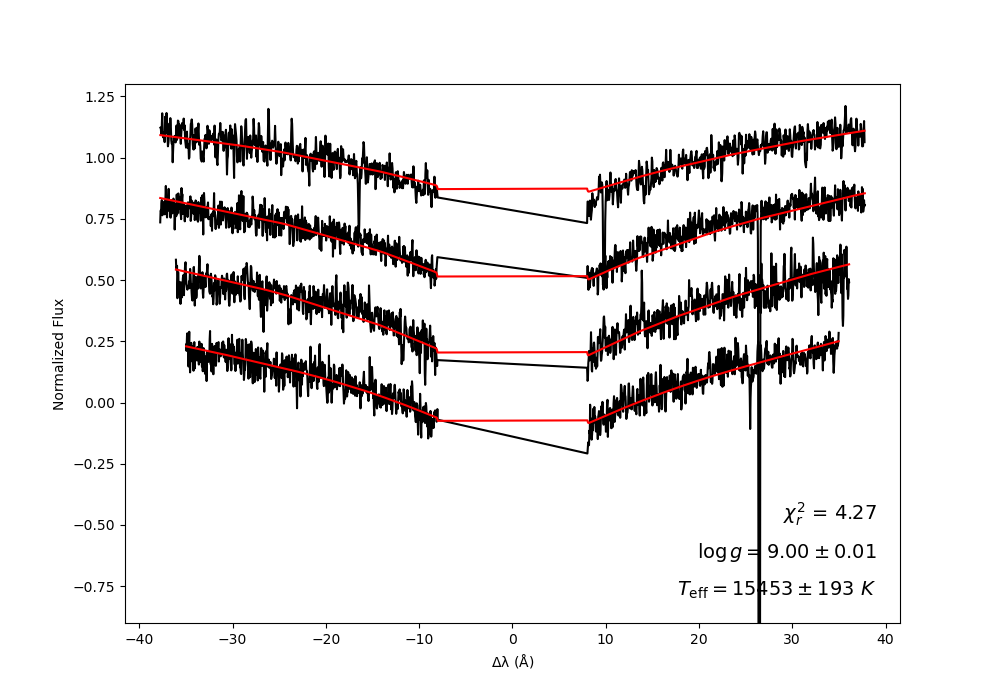 1.25
1.00
0.75
0.50
0.25
0.00
−0.25
−0.50
−0.75
Normalized Flux
χ²ᵣ = 4.27
log g = 9.00 ± 0.01
T_eff = 15453 ± 193 K
−40 −30 −20 −10 0 10 20 30 40
Δλ (Å)